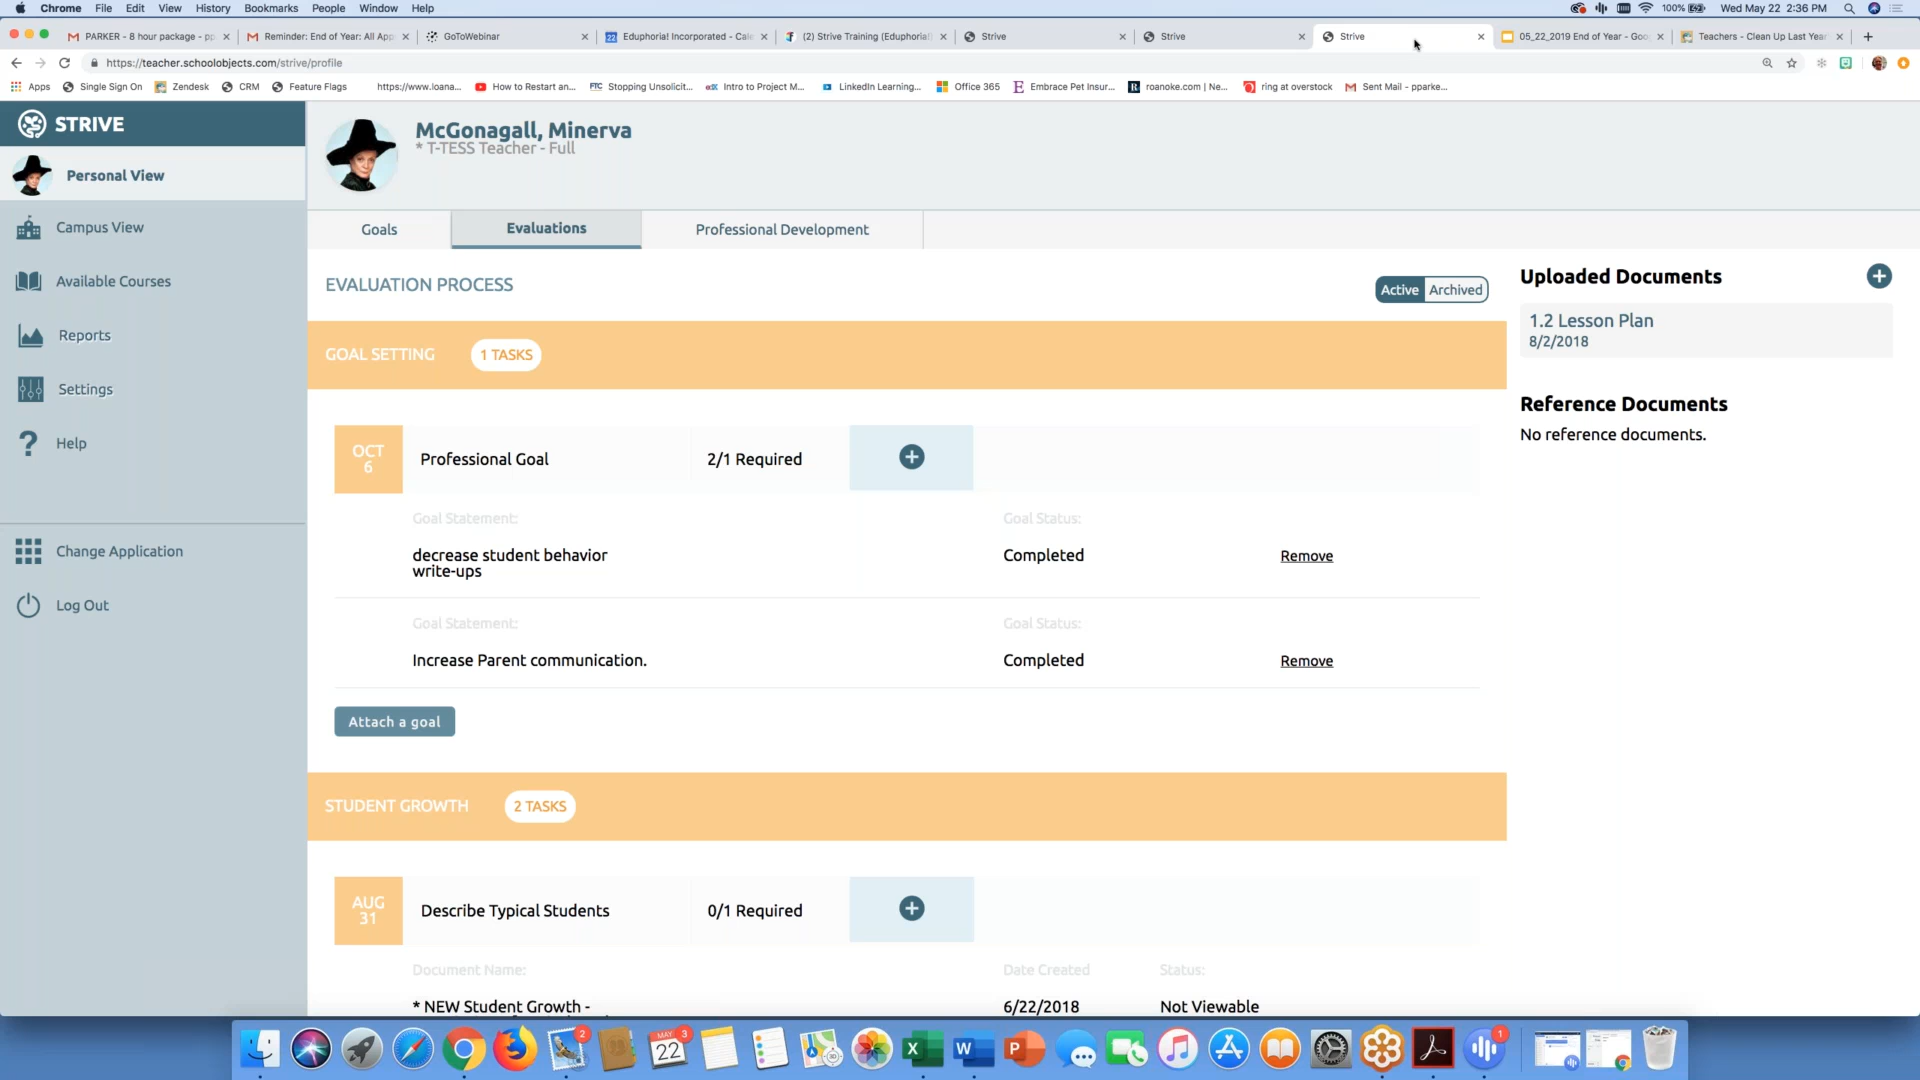 Chrome File Edit View History Bookmarks People Window Help
100% Wed May 22 2:36 PM
PARKER - 8 hour package - pp
Reminder: End of Year: All App
GoToWebinar
Eduphoria! Incorporated - Cale
(2) Strive Training (Eduphoria!
Strive
Strive
Strive
05_22_2019 End of Year - Goo
Teachers - Clean Up Last Year
https://teacher.schoolobjects.com/strive/profile
Apps
Single Sign On
Zendesk
CRM
Feature Flags
https://www.loana...
How to Restart an...
FTC Stopping Unsolicit...
edX Intro to Project M...
LinkedIn Learning...
Office 365
E Embrace Pet Insur...
R roanoke.com | Ne...
ring at overstock
Sent Mail - pparke...
STRIVE
Personal View
Campus View
Available Courses
Reports
Settings
? Help
Change Application
Log Out
McGonagall, Minerva
* T-TESS Teacher - Full
Goals
Evaluations
Professional Development
EVALUATION PROCESS
Active Archived
GOAL SETTING 1 TASKS
OCT
6
Professional Goal
2/1 Required
Goal Statement:
Goal Status:
decrease student behavior
write-ups
Completed
Remove
Goal Statement:
Goal Status:
Increase Parent communication.
Completed
Remove
Attach a goal
STUDENT GROWTH 2 TASKS
AUG
31
Describe Typical Students
0/1 Required
Document Name:
Date Created
Status:
* NEW Student Growth -
6/22/2018
Not Viewable
Uploaded Documents
1.2 Lesson Plan
8/2/2018
Reference Documents
No reference documents.
2
MAY
22
3
3D
X
W
P
1